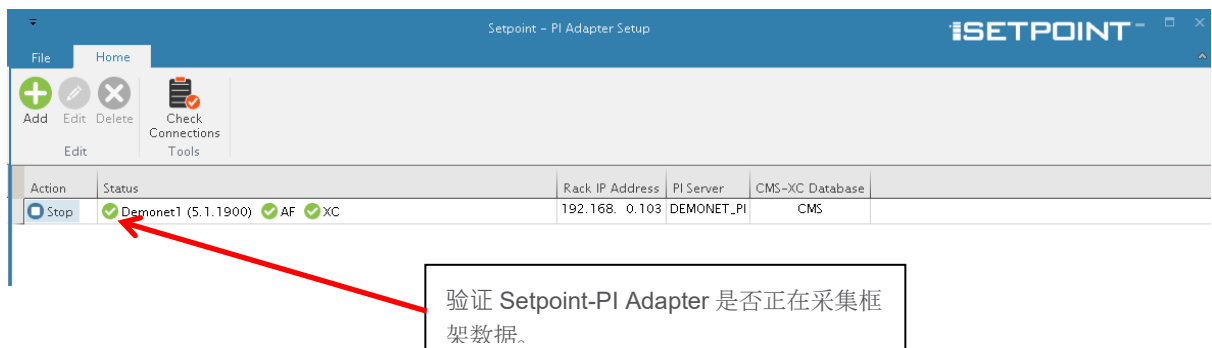 Setpoint - PI Adapter Setup
SETPOINT
File Home
Add Edit Delete Check Connections
Edit Tools
Action Status Rack IP Address PI Server CMS-XC Database
Stop Demonet1 (5.1.1900) AF XC 192.168. 0.103 DEMONET_PI CMS
验证 Setpoint-PI Adapter 是否正在采集框
架数据。